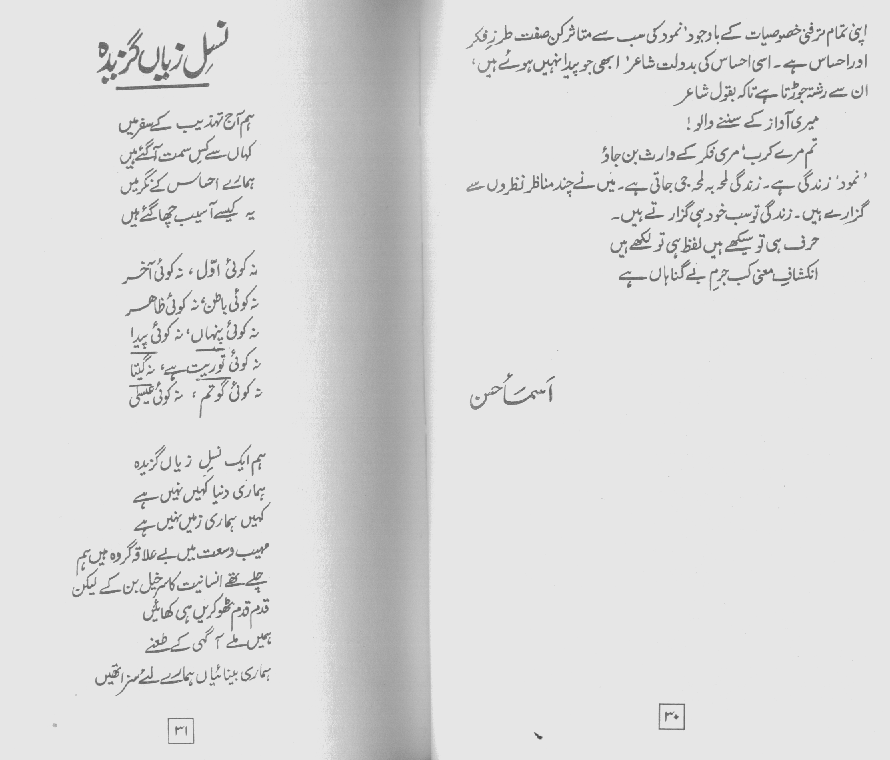 اپنی تمام تر فنی خصوصیات کے باوجود 'نمود' کی سب سے متاثر کن صفت طرزِ فکر
اور احساس ہے۔ اسی احساس کی بدولت شاعر 'ابھی جو پیدا نہیں ہوئے ہیں،
ان سے رشتہ جوڑتا ہے تاکہ بقول شاعر
میری آواز کے سننے والو!
تم مرے کرب، مری فکر کے وارث بن جاؤ
'نمود' زندگی ہے۔ زندگی لمحہ بہ لمحہ جی جاتی ہے۔ میں نے چند مناظر نظروں سے
گزارے ہیں۔ زندگی تو سب خود ہی گزارتے ہیں۔
حرف ہی تو سیکھے ہیں لفظ ہی تو لکھے ہیں
انکشافِ معنی کب جرمِ بے گناہاں ہے
اسماء حسن
۳۰
نسلِ زیاں گزیدہ
ہم آج تہذیب کے سفر میں
کہاں سے کس سمت آ گئے ہیں
ہمارے احساس کے نگر میں
یہ کیسے آسیب چھا گئے ہیں
نہ کوئی اوّل، نہ کوئی آخر
نہ کوئی باطن، نہ کوئی ظاہر
نہ کوئی پنہاں، نہ کوئی پیدا
نہ کوئی توریت ہے، نہ گیتا
نہ کوئی گوتم، نہ کوئی عیسیٰ
ہم ایک نسلِ زیاں گزیدہ
ہماری دنیا کہیں نہیں ہے
کہیں ہماری زمیں نہیں ہے
مہیب وسعت میں بے علاقہ گروہ ہیں ہم
چلے تھے انسانیت کا سرخیل بن کے لیکن
قدم قدم ٹھوکریں ہی کھائیں
ہمیں ملے آگہی کے طعنے
ہماری بینائیاں ہمارے لئے سزا تھیں
۳۱